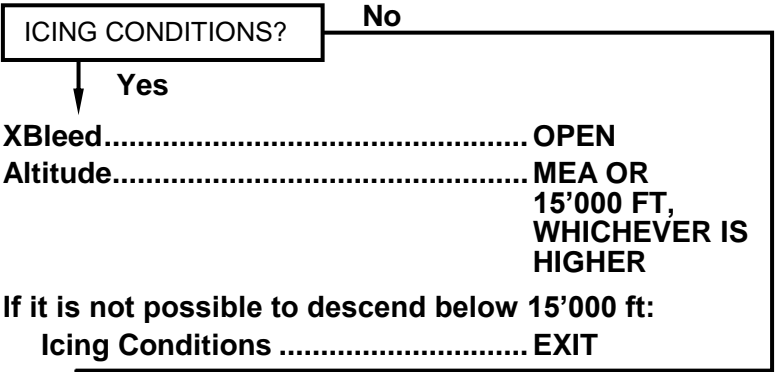 No
ICING CONDITIONS?
Yes
XBleed................................................... OPEN
Altitude.................................................. MEA OR
15’000 FT,
WHICHEVER IS
HIGHER
If it is not possible to descend below 15’000 ft:
Icing Conditions .............................. EXIT